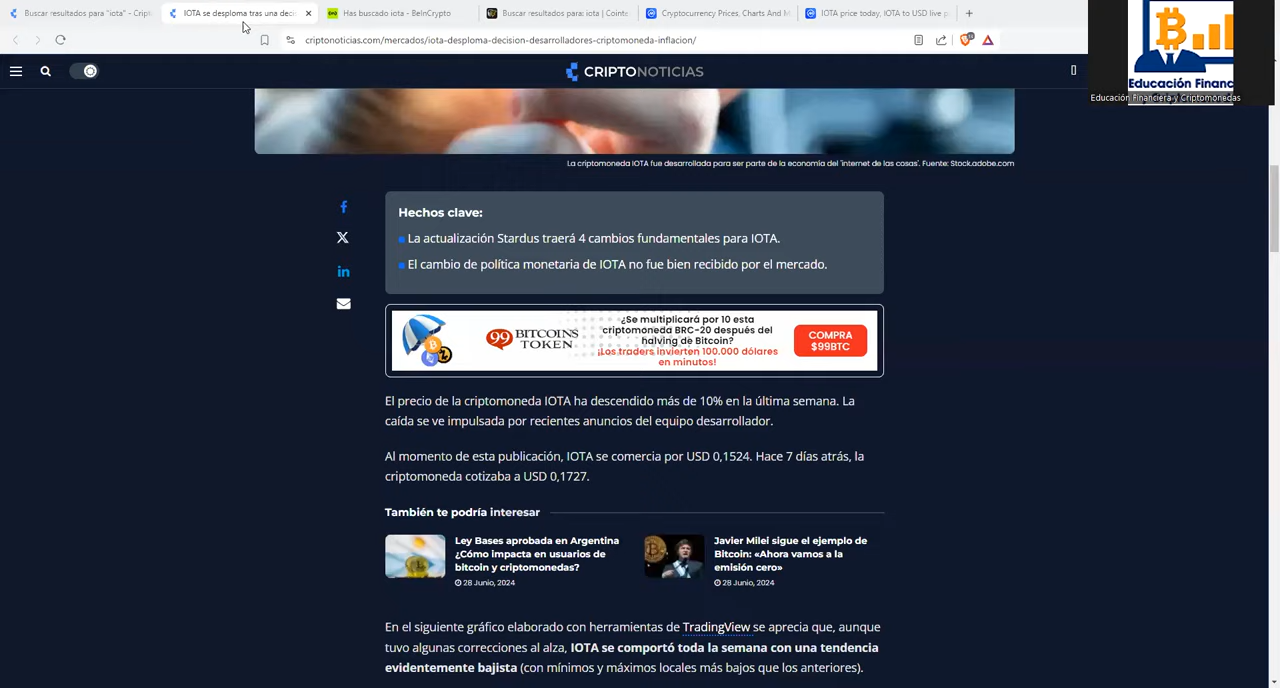 Buscar resultados para "iota" - Cripto
IOTA se desploma tras una deci
Has buscado iota - BeInCrypto
Buscar resultados para: iota | Cointe
Cryptocurrency Prices, Charts And M
IOTA price today, IOTA to USD live p
criptonoticias.com/mercados/iota-desploma-decision-desarrolladores-criptomoneda-inflacion/
CRIPTONOTICIAS
Educación Financ
Educación Financiera y Criptomonedas
La criptomoneda IOTA fue desarrollada para ser parte de la economía del 'internet de las cosas'. Fuente: Stock.adobe.com
Hechos clave:
La actualización Stardus traerá 4 cambios fundamentales para IOTA.
El cambio de política monetaria de IOTA no fue bien recibido por el mercado.
99 BITCOINS
TOKEN
¿Se multiplicará por 10 esta
criptomoneda BRC-20 después del
halving de Bitcoin?
¡Los traders invierten 100.000 dólares
en minutos!
COMPRA
$99BTC
El precio de la criptomoneda IOTA ha descendido más de 10% en la última semana. La
caída se ve impulsada por recientes anuncios del equipo desarrollador.
Al momento de esta publicación, IOTA se comercia por USD 0,1524. Hace 7 días atrás, la
criptomoneda cotizaba a USD 0,1727.
También te podría interesar
Ley Bases aprobada en Argentina
¿Cómo impacta en usuarios de
bitcoin y criptomonedas?
28 Junio, 2024
Javier Milei sigue el ejemplo de
Bitcoin: «Ahora vamos a la
emisión cero»
28 Junio, 2024
En el siguiente gráfico elaborado con herramientas de TradingView se aprecia que, aunque
tuvo algunas correcciones al alza, IOTA se comportó toda la semana con una tendencia
evidentemente bajista (con mínimos y máximos locales más bajos que los anteriores).